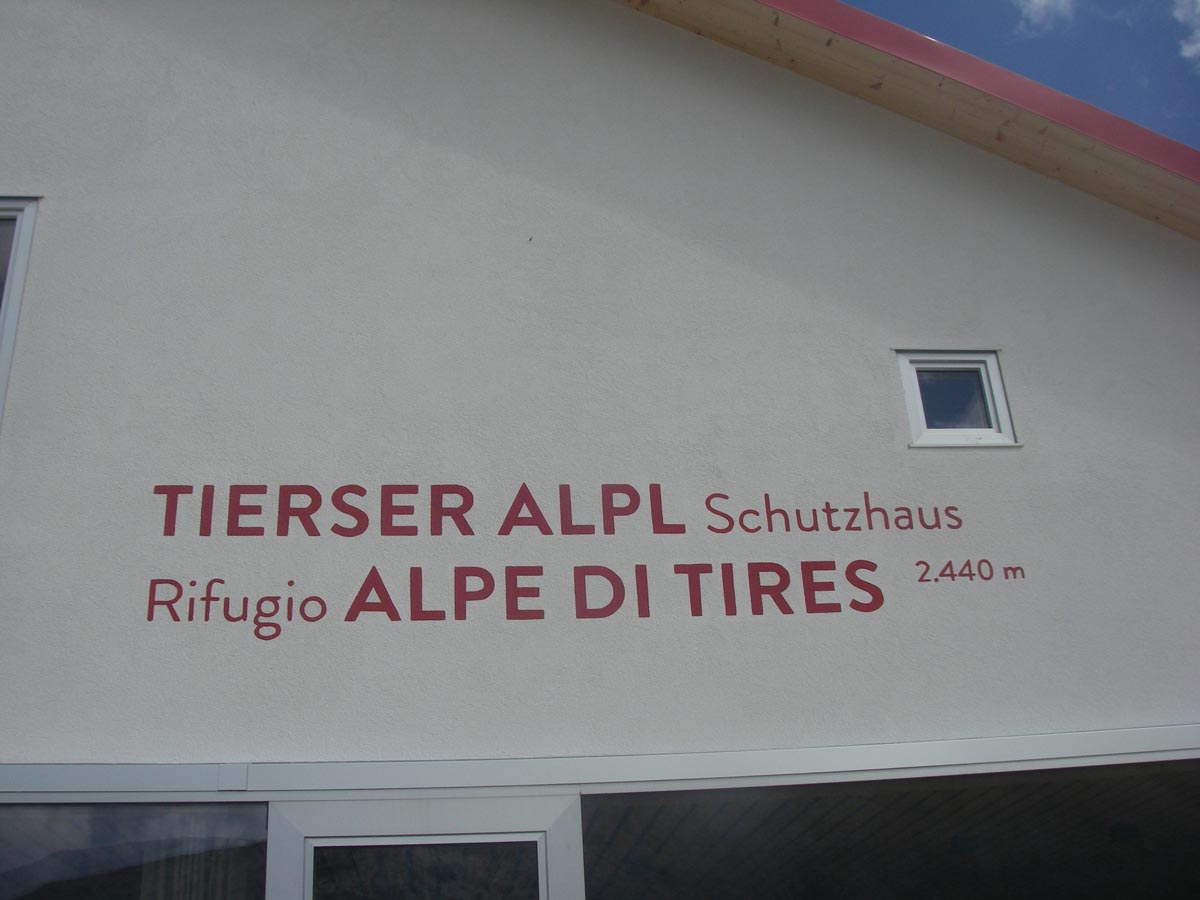 TIERSER ALPL Schutzhaus
Rifugio ALPE DI TIRES 2.440 m